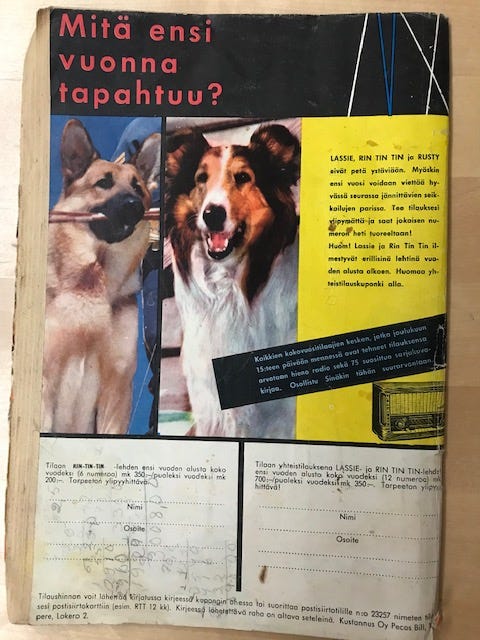 Mitä ensi
vuonna
tapahtuu?
LASSIE, RIN TIN TIN ja RUSTY
eivät petä ystäviään. Myöskin
ensi vuosi voidaan viettää hy-
vässä seurassa jännittävien seik-
kailujen parissa. Tee tilauksesi
viipymättä ja saat jokaisen nu-
meron heti tuoreeltaan!
Huom! Lassie ja Rin Tin Tin il-
mestyvät erillisinä lehtinä vuo-
den alusta alkaen. Huomaa yh-
teistilauskuponki alla.
Kaikkien kokovuositilaajien kesken, jotka joulukuun
15:teen päivään mennessä ovat tehneet tilauksensa
arvotaan hieno radio sekä 75 suosittua sarjakuva-
kirjaa. Osallistu Sinäkin tähän suurarvontaan.
Tilaan RIN-TIN-TIN -lehden ensi vuoden alusta koko
vuodeksi (6 numeroa) mk 350:-/puoleksi vuodeksi mk
200:-. Tarpeeton ylipyyhittävä!
Nimi
Osoite
Tilaan yhteistilauksena LASSIE- ja RIN TIN TIN-lehde
ensi vuoden alusta koko vuodeksi (12 numeroa) mk
700:-/puoleksi vuodeksi mk 350:-. Tarpeeton ylipyy
hittävä!
Nimi
Osoite
Tilaushinnan voit lähettää kirjatussa kirjeessä kupongin ohessa tai suorittaa postisiirtotilille n:o 23257 nimeten til
sesi postisiirtokorttiin (esim. RTT 12 kk). Kirjeessä lähetettävä raha on oltava seteleinä. Kustannus Oy Pecos Bill,
pere, Lokero 2.